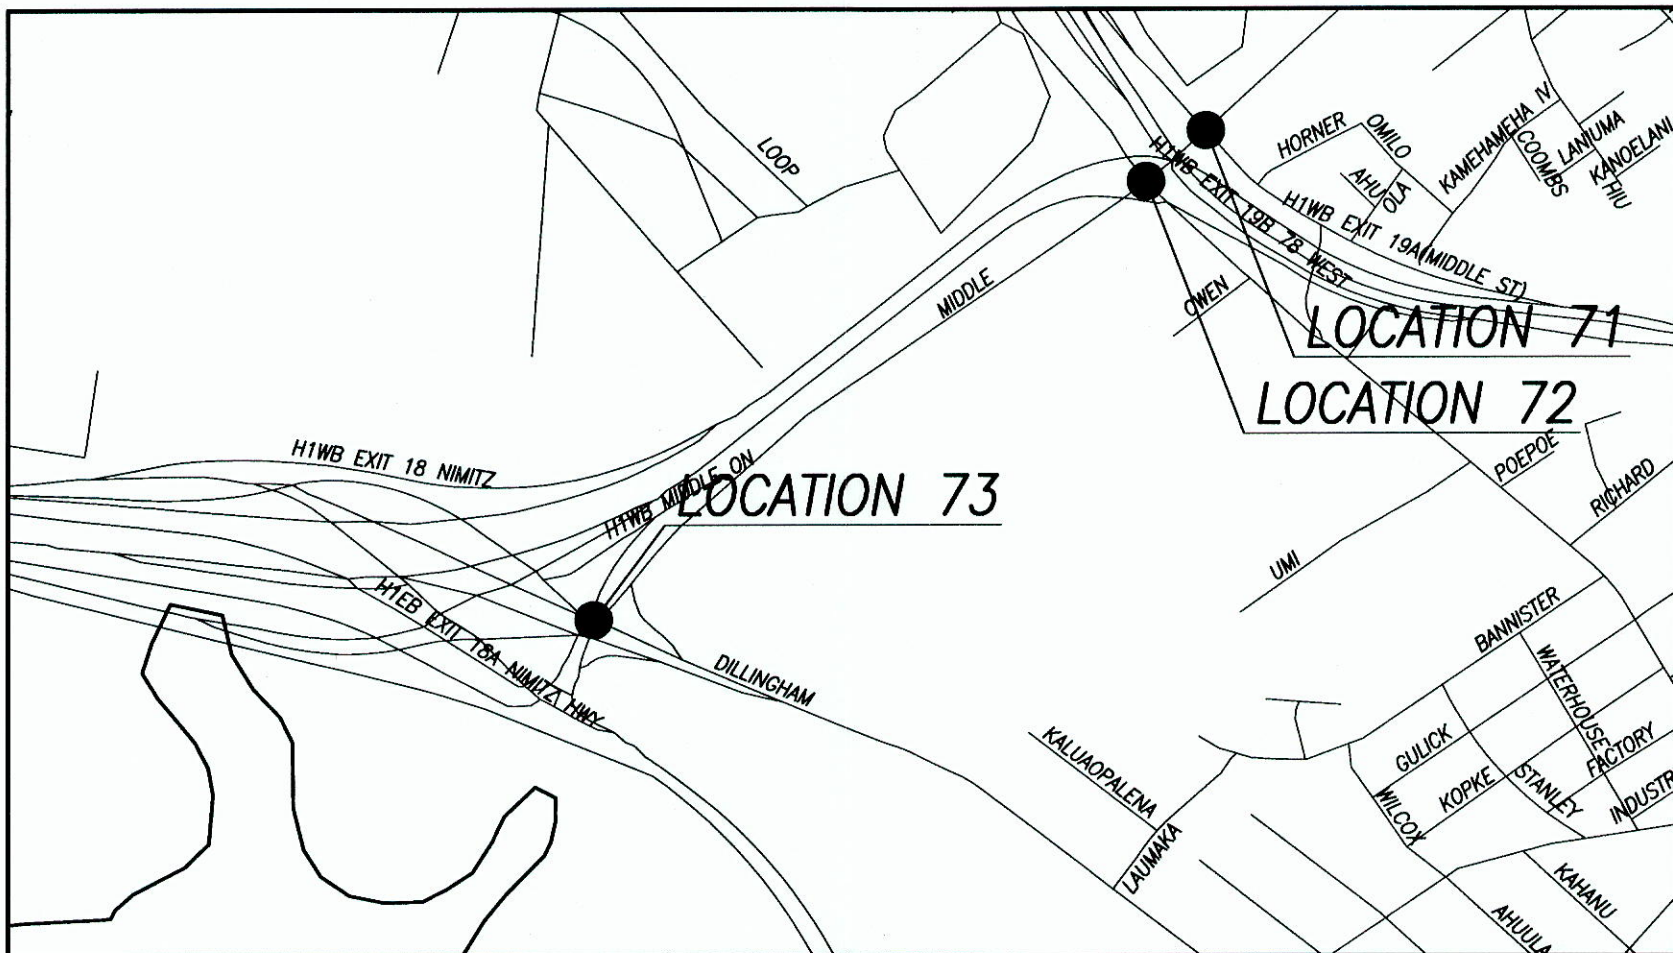 LOOP
HORNER
OMILO
KAMEHAMEHA IV
COOMBS
LANIUMA
KANOELANI
HIU
AHU
OLA
H1WB EXIT 19B 78 WEST
H1WB EXIT 19A(MIDDLE ST)
MIDDLE
OWEN
LOCATION 71
LOCATION 72
H1WB EXIT 18 NIMITZ
H1WB MIDDLE ON
LOCATION 73
POEPOE
RICHARD
UMI
H1EB EXIT 18A NIMITZ HWY
BANNISTER
WATERHOUSE
DILLINGHAM
KALUAOPALENA
GULICK
FACTORY
KOPKE
STANLEY
INDUSTR
WILCOX
LAUMAKA
KAHANU
AHUULA